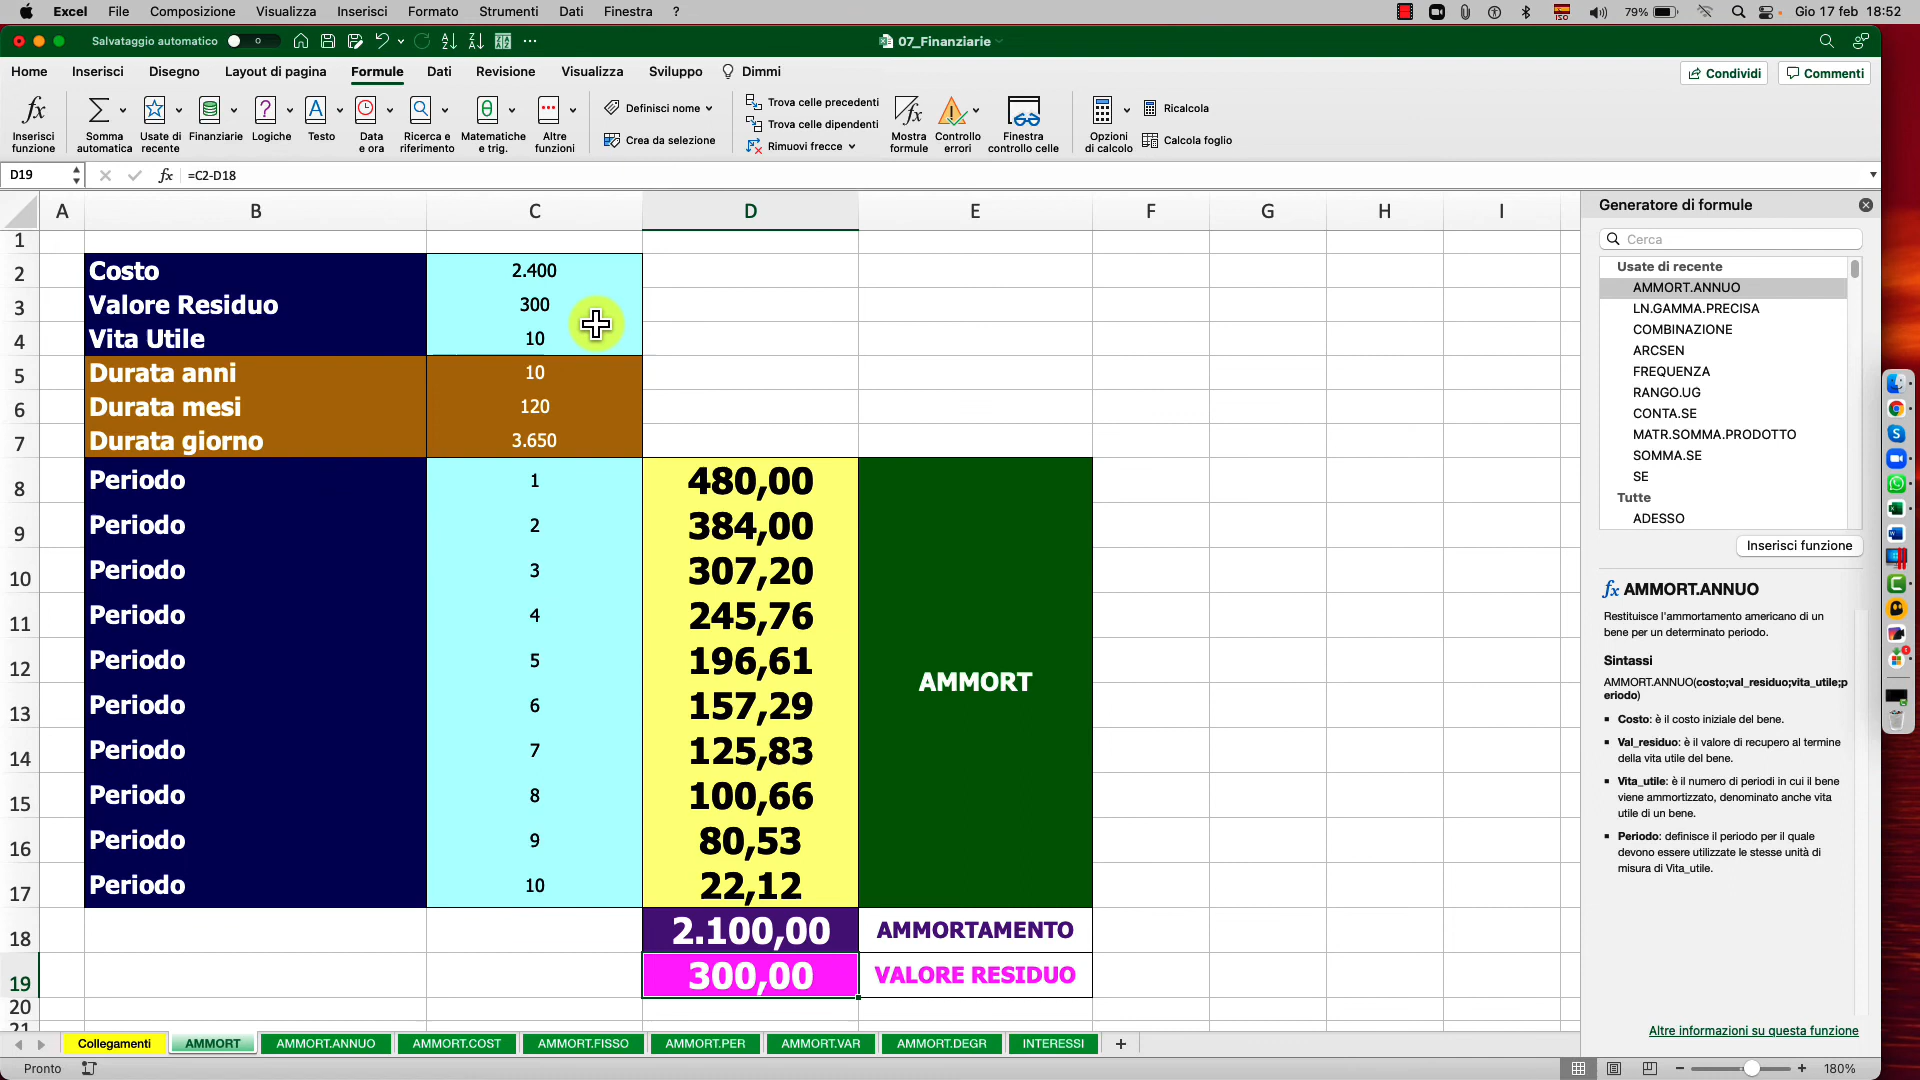 Excel File Composizione Visualizza Inserisci Formato Strumenti Dati Finestra ? ISO 79% Gio 17 feb 18:52
Salvataggio automatico 07_Finanziarie
Home Inserisci Disegno Layout di pagina Formule Dati Revisione Visualizza Sviluppo Dimmi Condividi Commenti
Inserisci funzione
Somma automatica
Usate di recente
Finanziarie
Logiche
Testo
Data e ora
Ricerca e riferimento
Matematiche e trig.
Altre funzioni
Definisci nome
Crea da selezione
Trova celle precedenti
Trova celle dipendenti
Rimuovi frecce
Mostra formule
Controllo errori
Finestra controllo celle
Opzioni di calcolo
Ricalcola
Calcola foglio
D19 fx =C2-D18
A B C D E F G H I
1
2 Costo 2.400
3 Valore Residuo 300
4 Vita Utile 10
5 Durata anni 10
6 Durata mesi 120
7 Durata giorno 3.650
8 Periodo 1 480,00
9 Periodo 2 384,00
10 Periodo 3 307,20
11 Periodo 4 245,76
12 Periodo 5 196,61
AMMORT
13 Periodo 6 157,29
14 Periodo 7 125,83
15 Periodo 8 100,66
16 Periodo 9 80,53
17 Periodo 10 22,12
18 2.100,00 AMMORTAMENTO
19 300,00 VALORE RESIDUO
20
21
Generatore di formule
Cerca
Usate di recente
AMMORT.ANNUO
LN.GAMMA.PRECISA
COMBINAZIONE
ARCSEN
FREQUENZA
RANGO.UG
CONTA.SE
MATR.SOMMA.PRODOTTO
SOMMA.SE
SE
Tutte
ADESSO
Inserisci funzione
fx AMMORT.ANNUO
Restituisce l'ammortamento americano di un
bene per un determinato periodo.
Sintassi
AMMORT.ANNUO(costo;val_residuo;vita_utile;p
eriodo)
Costo: è il costo iniziale del bene.
Val_residuo: è il valore di recupero al termine
della vita utile del bene.
Vita_utile: è il numero di periodi in cui il bene
viene ammortizzato, denominato anche vita
utile di un bene.
Periodo: definisce il periodo per il quale
devono essere utilizzate le stesse unità di
misura di Vita_utile.
Altre informazioni su questa funzione
Collegamenti AMMORT AMMORT.ANNUO AMMORT.COST AMMORT.FISSO AMMORT.PER AMMORT.VAR AMMORT.DEGR INTERESSI +
Pronto 180%